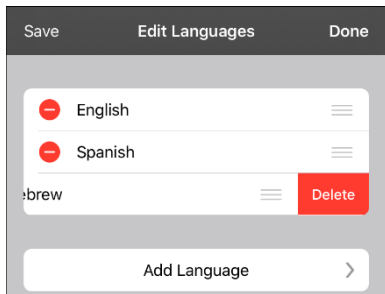 Save Edit Languages Done
English
Spanish
ebrew Delete
Add Language